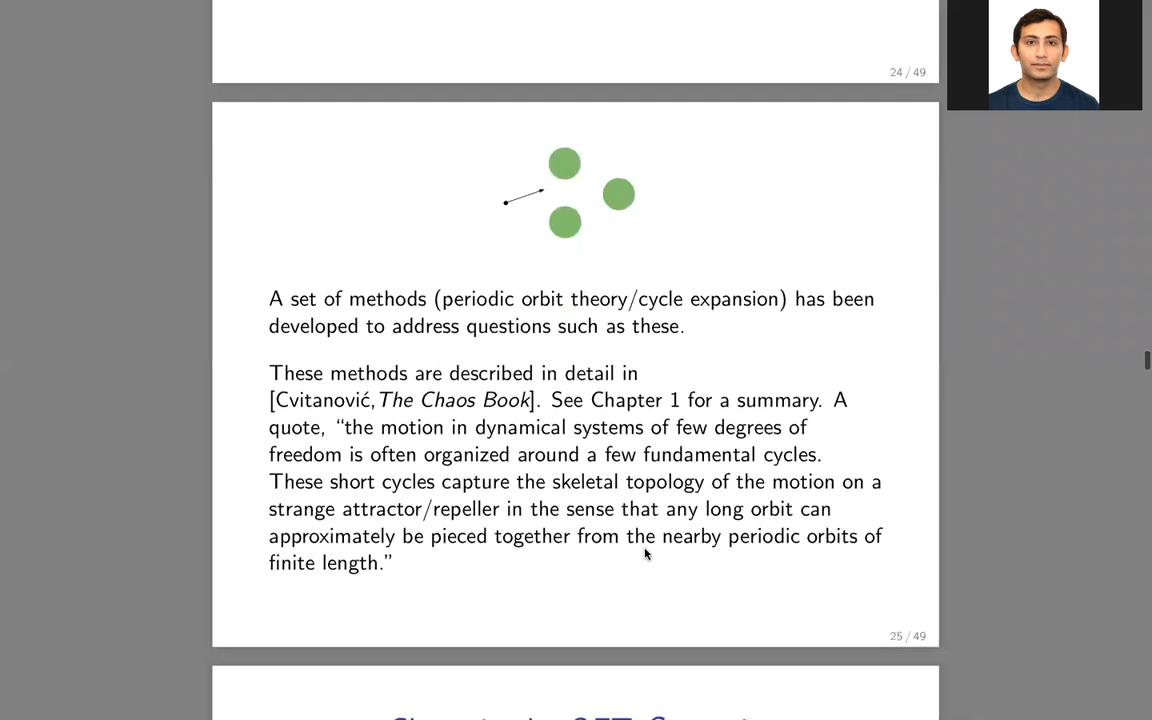 24 / 49
A set of methods (periodic orbit theory/cycle expansion) has been
developed to address questions such as these.
These methods are described in detail in
[Cvitanović, The Chaos Book]. See Chapter 1 for a summary. A
quote, “the motion in dynamical systems of few degrees of
freedom is often organized around a few fundamental cycles.
These short cycles capture the skeletal topology of the motion on a
strange attractor/repeller in the sense that any long orbit can
approximately be pieced together from the nearby periodic orbits of
finite length.”
25 / 49